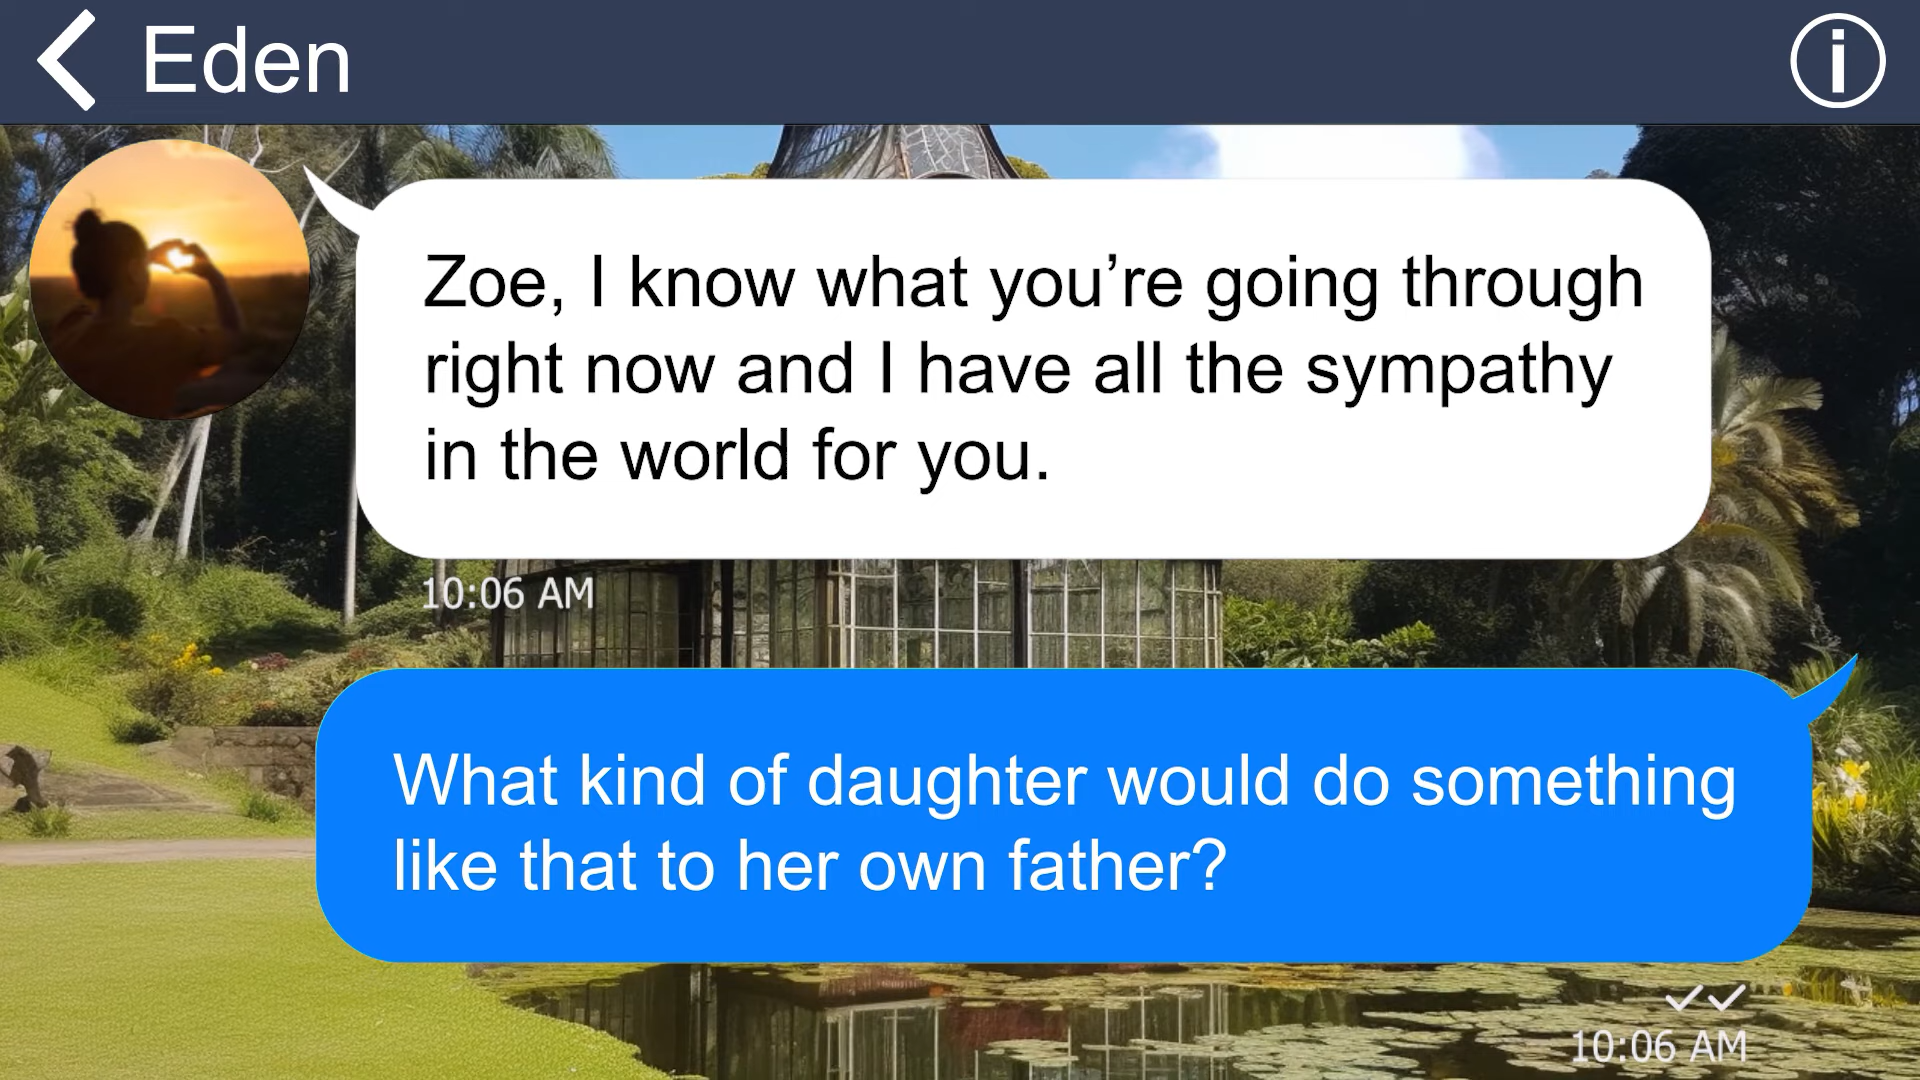 Eden
Zoe, I know what you’re going through
right now and I have all the sympathy
in the world for you.
10:06 AM
What kind of daughter would do something
like that to her own father?
10:06 AM